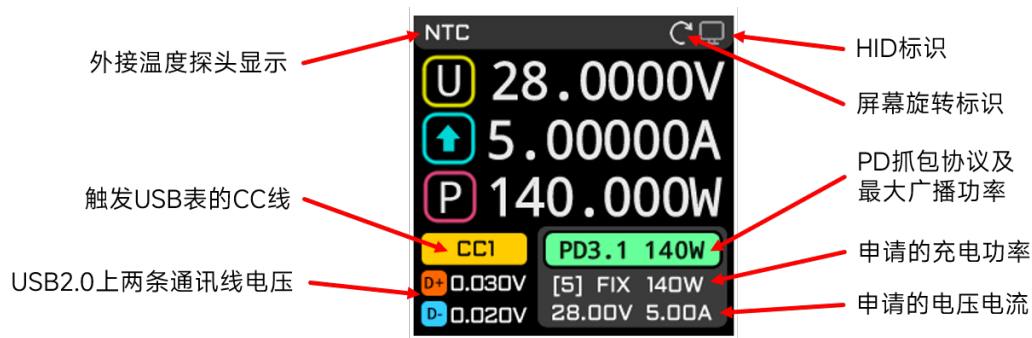 NTC
外接温度探头显示
HID标识
U 28.0000V
屏幕旋转标识
5.00000A
PD抓包协议及
最大广播功率
触发USB表的CC线
P 140.000W
CC1
PD3.1 140W
申请的充电功率
USB2.0上两条通讯线电压
D+ 0.030V
[5] FIX 140W
D- 0.020V
28.00V 5.00A
申请的电压电流